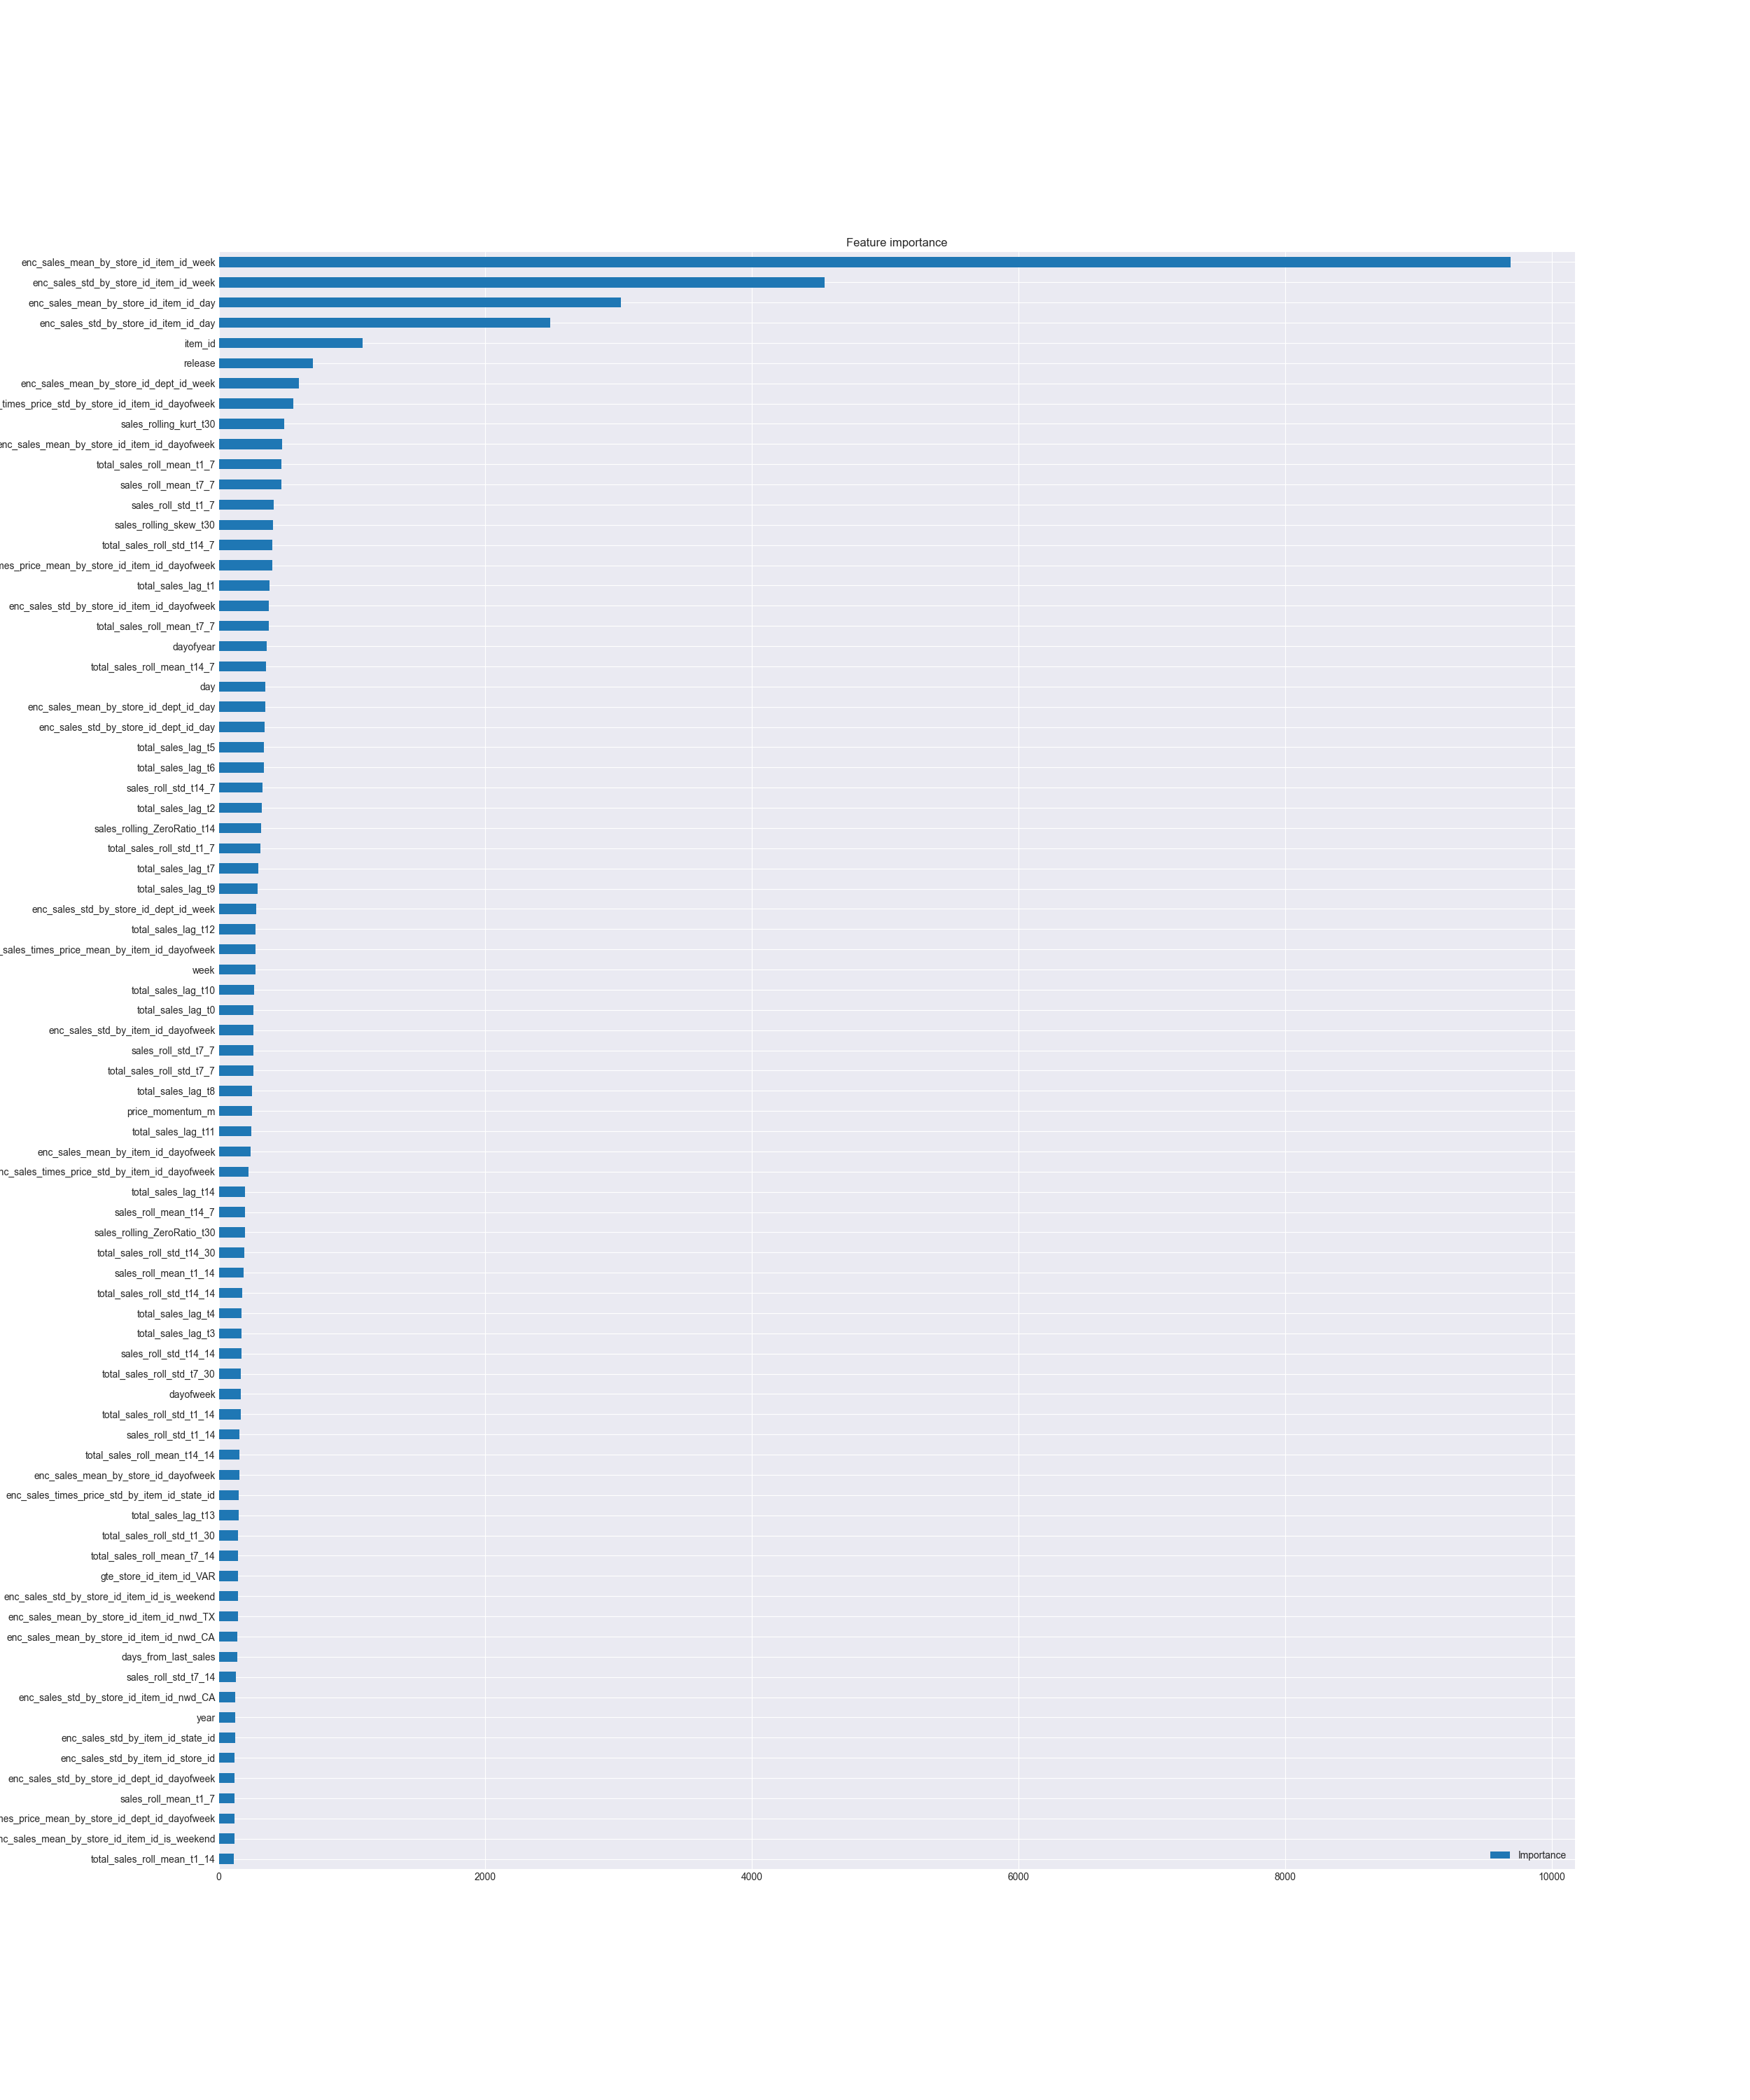 Feature importance
enc_sales_mean_by_store_id_item_id_week
enc_sales_std_by_store_id_item_id_week
enc_sales_mean_by_store_id_item_id_day
enc_sales_std_by_store_id_item_id_day
item_id
release
enc_sales_mean_by_store_id_dept_id_week
_times_price_std_by_store_id_item_id_dayofweek
sales_rolling_kurt_t30
enc_sales_mean_by_store_id_item_id_dayofweek
total_sales_roll_mean_t1_7
sales_roll_mean_t7_7
sales_roll_std_t1_7
sales_rolling_skew_t30
total_sales_roll_std_t14_7
mes_price_mean_by_store_id_item_id_dayofweek
total_sales_lag_t1
enc_sales_std_by_store_id_item_id_dayofweek
total_sales_roll_mean_t7_7
dayofyear
total_sales_roll_mean_t14_7
day
enc_sales_mean_by_store_id_dept_id_day
enc_sales_std_by_store_id_dept_id_day
total_sales_lag_t5
total_sales_lag_t6
sales_roll_std_t14_7
total_sales_lag_t2
sales_rolling_ZeroRatio_t14
total_sales_roll_std_t1_7
total_sales_lag_t7
total_sales_lag_t9
enc_sales_std_by_store_id_dept_id_week
total_sales_lag_t12
_sales_times_price_mean_by_item_id_dayofweek
week
total_sales_lag_t10
total_sales_lag_t0
enc_sales_std_by_item_id_dayofweek
sales_roll_std_t7_7
total_sales_roll_std_t7_7
total_sales_lag_t8
price_momentum_m
total_sales_lag_t11
enc_sales_mean_by_item_id_dayofweek
nc_sales_times_price_std_by_item_id_dayofweek
total_sales_lag_t14
sales_roll_mean_t14_7
sales_rolling_ZeroRatio_t30
total_sales_roll_std_t14_30
sales_roll_mean_t1_14
total_sales_roll_std_t14_14
total_sales_lag_t4
total_sales_lag_t3
sales_roll_std_t14_14
total_sales_roll_std_t7_30
dayofweek
total_sales_roll_std_t1_14
sales_roll_std_t1_14
total_sales_roll_mean_t14_14
enc_sales_mean_by_store_id_dayofweek
enc_sales_times_price_std_by_item_id_state_id
total_sales_lag_t13
total_sales_roll_std_t1_30
total_sales_roll_mean_t7_14
gte_store_id_item_id_VAR
enc_sales_std_by_store_id_item_id_is_weekend
enc_sales_mean_by_store_id_item_id_nwd_TX
enc_sales_mean_by_store_id_item_id_nwd_CA
days_from_last_sales
sales_roll_std_t7_14
enc_sales_std_by_store_id_item_id_nwd_CA
year
enc_sales_std_by_item_id_state_id
enc_sales_std_by_item_id_store_id
enc_sales_std_by_store_id_dept_id_dayofweek
sales_roll_mean_t1_7
mes_price_mean_by_store_id_dept_id_dayofweek
nc_sales_mean_by_store_id_item_id_is_weekend
total_sales_roll_mean_t1_14
Importance
0 2000 4000 6000 8000 10000